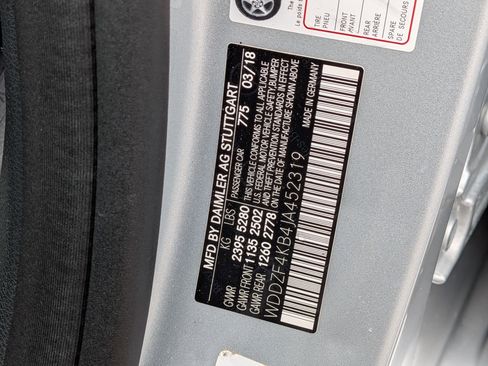 MFD BY DAIMLER AG STUTTGART
PASSENGER CAR 775 03/18
THIS VEHICLE CONFORMS TO ALL APPLICABLE
U.S. FEDERAL MOTOR VEHICLE SAFETY, BUMPER
AND THEFT PREVENTION STANDARDS IN EFFECT
ON THE DATE OF MANUFACTURE SHOWN ABOVE
KG LBS
GVWR 2395 5280
GAWR FRONT 1135 2502
GAWR REAR 1260 2778
MADE IN GERMANY
WDDZF4KB4JA452319
TIRE
PNEU
FRONT
AVANT
REAR
ARRIÈRE
SPARE
DE SECOURS